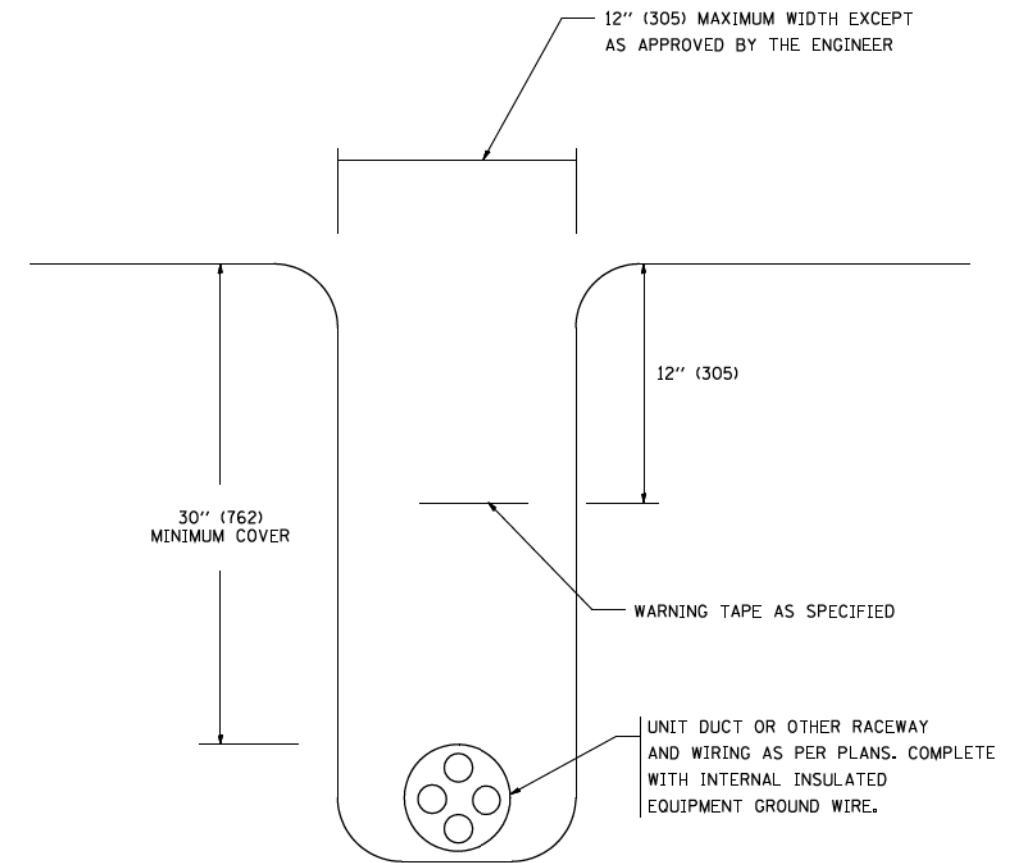 12'' (305) MAXIMUM WIDTH EXCEPT
AS APPROVED BY THE ENGINEER
12'' (305)
30'' (762)
MINIMUM COVER
WARNING TAPE AS SPECIFIED
UNIT DUCT OR OTHER RACEWAY
AND WIRING AS PER PLANS. COMPLETE
WITH INTERNAL INSULATED
EQUIPMENT GROUND WIRE.